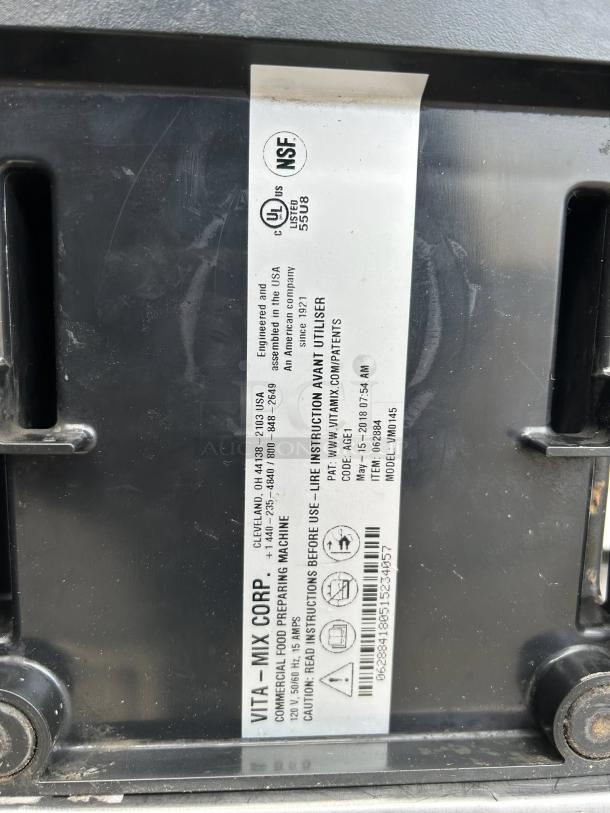 VITA-MIX CORP.
CLEVELAND, OH 44138-2103 USA
+1 440-235-4840 / 800-848-2649
Engineered and
assembled in the USA
An American company
since 1921
COMMERCIAL FOOD PREPARING MACHINE
120 V, 50/60 Hz, 15 AMPS
CAUTION: READ INSTRUCTIONS BEFORE USE - LIRE INSTRUCTION AVANT UTILISER
PAT: WWW.VITAMIX.COM/PATENTS
CODE: AGE1
May-15-2018 07:54 AM
ITEM: 062884
MODEL: VM0145
062884180515234057
C UL US
LISTED
55U8
NSF